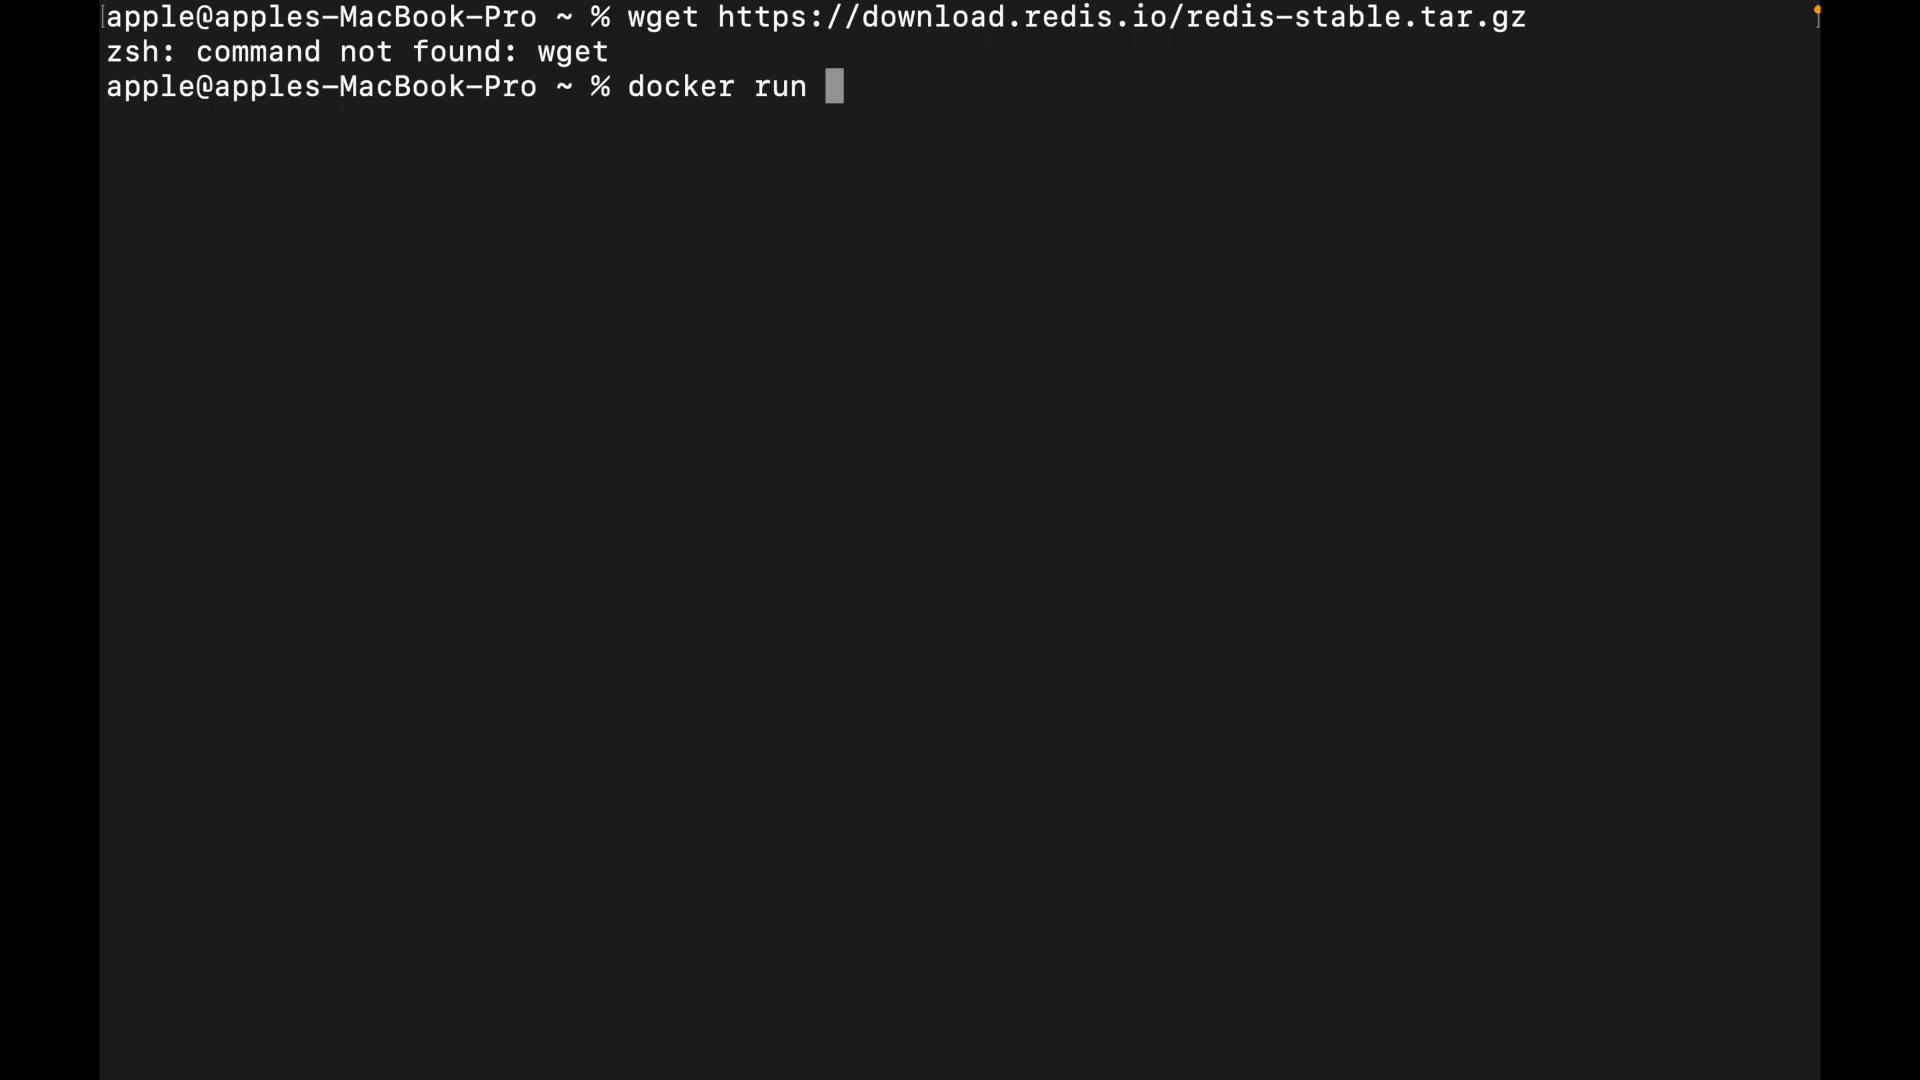 [apple@apples-MacBook-Pro ~ % wget https://download.redis.io/redis-stable.tar.gz ]
zsh: command not found: wget
apple@apples-MacBook-Pro ~ % docker run